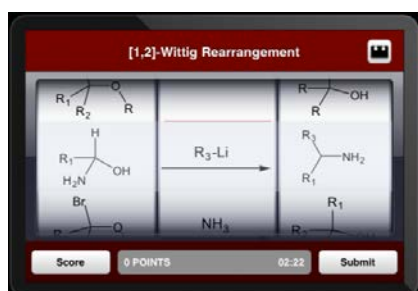 [1,2]-Wittig Rearrangement
R₁ R₂ O R
R R OH
H
R₁ OH
H₂N
R₃-Li
R₃
NH₂
R₁
Br
O
NH₃
R₁
Score 0 POINTS 02:22 Submit